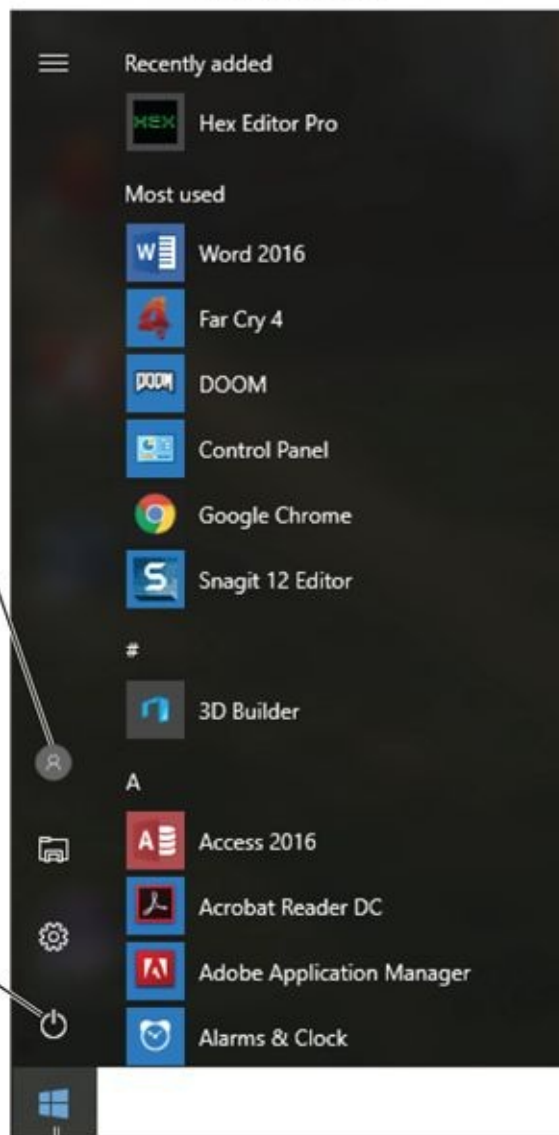 Recently added
HEX
Hex Editor Pro
Most used
W
Word 2016
4
Far Cry 4
DOOM
DOOM
Control Panel
Google Chrome
S
Snagit 12 Editor
#
3D Builder
A
A
Access 2016
Acrobat Reader DC
Adobe Application Manager
Alarms & Clock